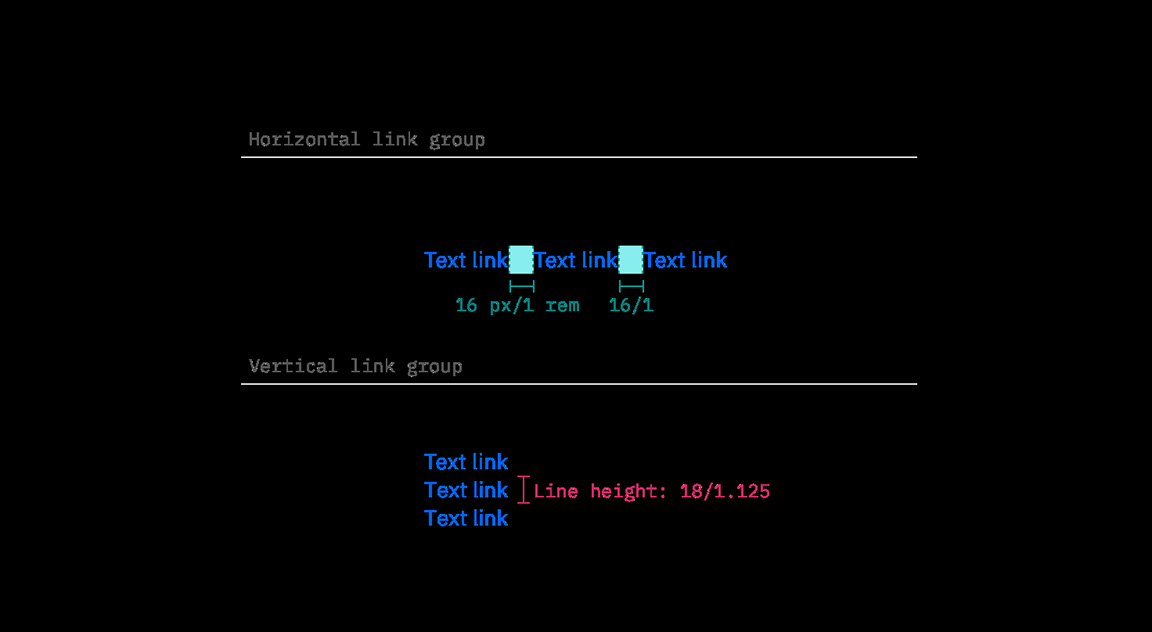 Horizontal link group
Text link Text link Text link
16 px/1 rem 16/1
Vertical link group
Text link
Text link Line height: 18/1.125
Text link